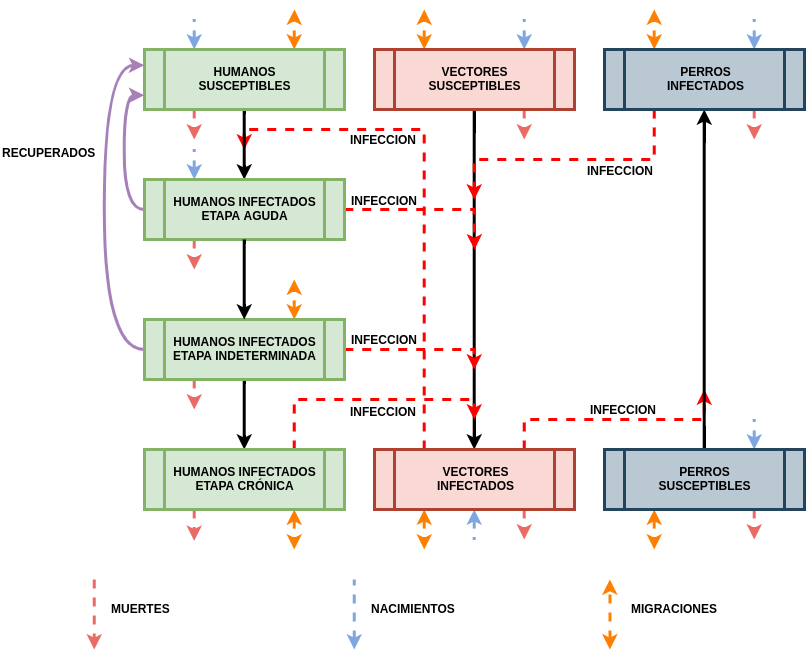 HUMANOS
SUSCEPTIBLES
VECTORES
SUSCEPTIBLES
PERROS
INFECTADOS
INFECCION
RECUPERADOS
INFECCION
HUMANOS INFECTADOS
ETAPA AGUDA
INFECCION
HUMANOS INFECTADOS
ETAPA INDETERMINADA
INFECCION
INFECCION
INFECCION
HUMANOS INFECTADOS
ETAPA CRÓNICA
VECTORES
INFECTADOS
PERROS
SUSCEPTIBLES
MUERTES
NACIMIENTOS
MIGRACIONES